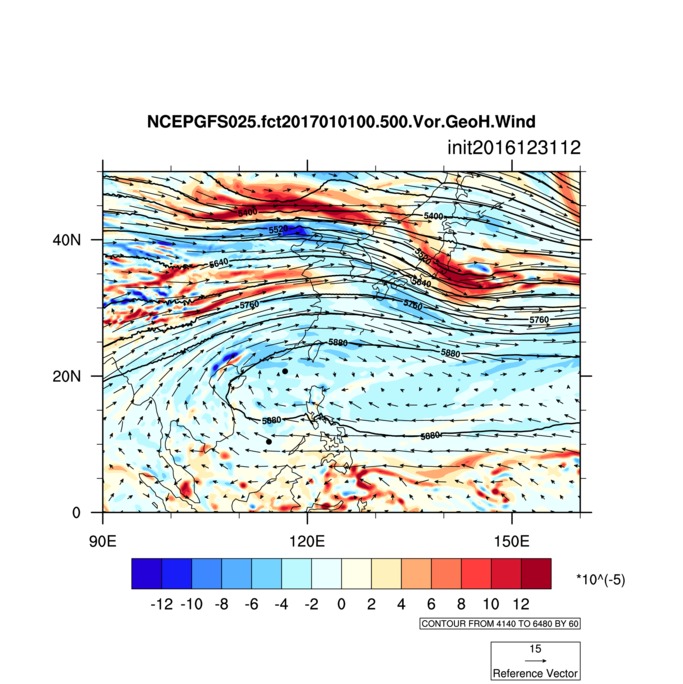 NCEPGFS025.fct2017010100.500.Vor.GeoH.Wind
init2016123112
5400
5400
5520
40N
5520
5640
5640
5760
5760
5760
5880
5880
20N
5880
5880
0
90E 120E 150E
-12 -10 -8 -6 -4 -2 0 2 4 6 8 10 12
*10^(-5)
CONTOUR FROM 4140 TO 6480 BY 60
15
Reference Vector